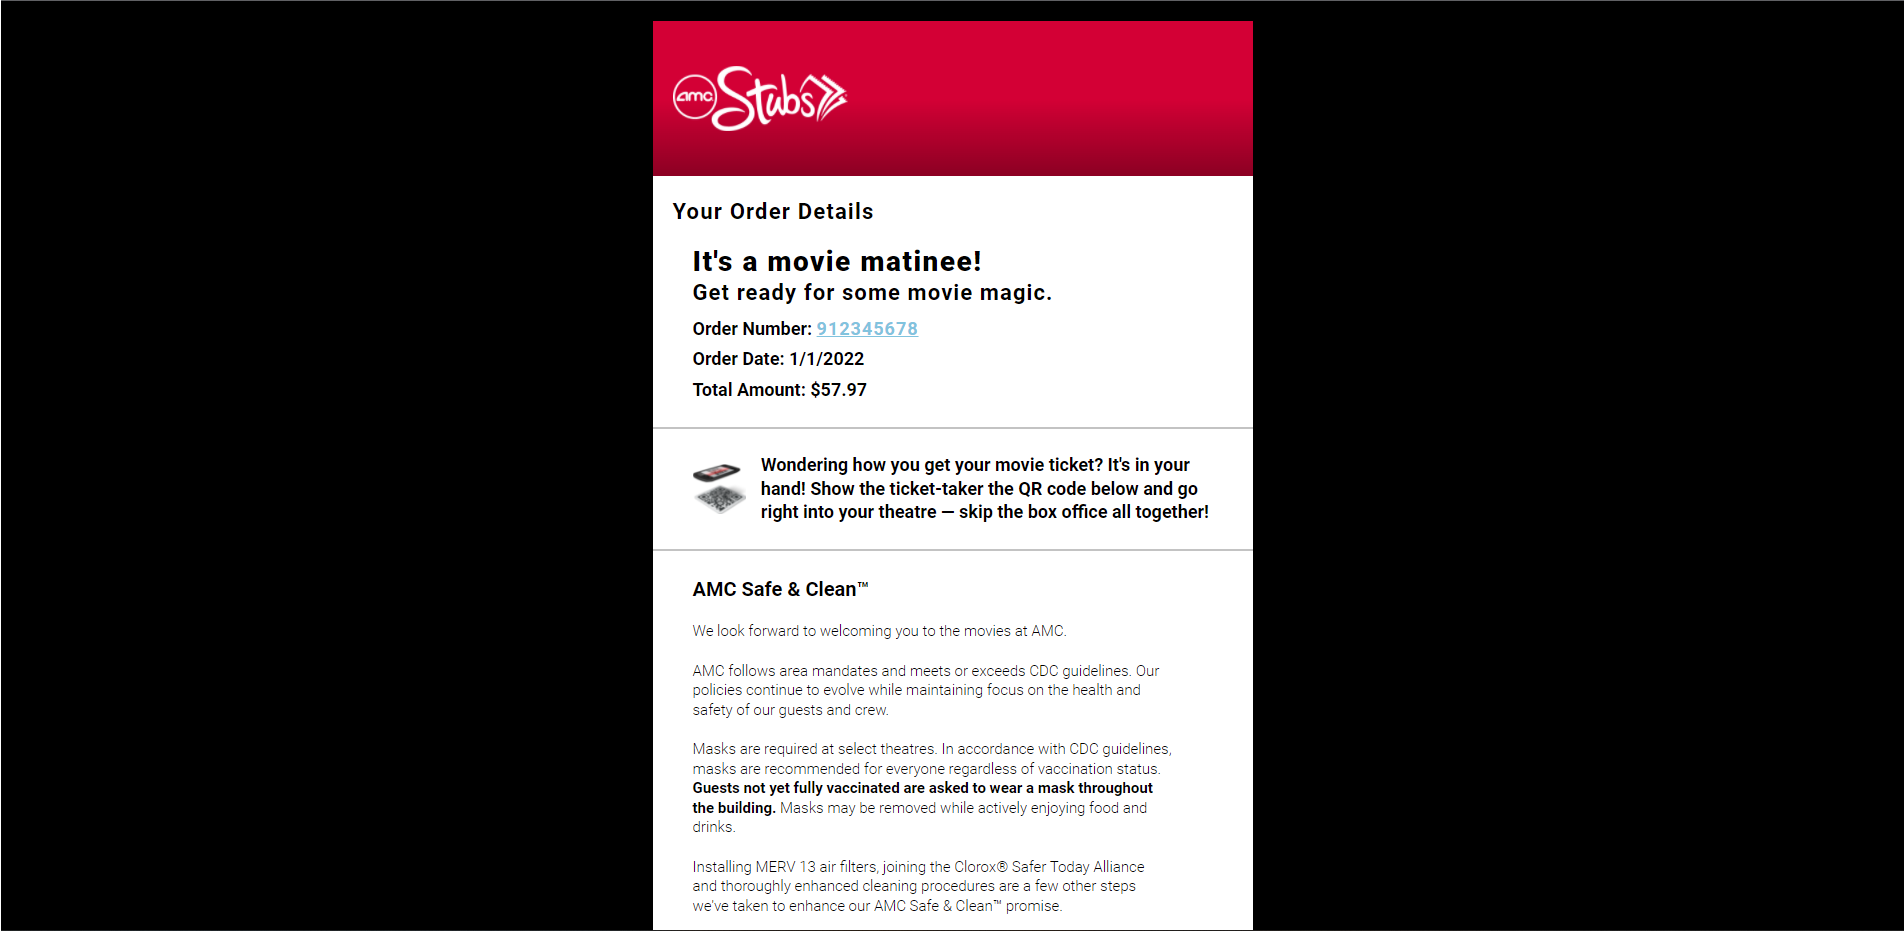 amc Stubs
Your Order Details
It's a movie matinee!
Get ready for some movie magic.
Order Number: 912345678
Order Date: 1/1/2022
Total Amount: $57.97
Wondering how you get your movie ticket? It's in your
hand! Show the ticket-taker the QR code below and go
right into your theatre — skip the box office all together!
AMC Safe & Clean™
We look forward to welcoming you to the movies at AMC.
AMC follows area mandates and meets or exceeds CDC guidelines. Our
policies continue to evolve while maintaining focus on the health and
safety of our guests and crew.
Masks are required at select theatres. In accordance with CDC guidelines,
masks are recommended for everyone regardless of vaccination status.
Guests not yet fully vaccinated are asked to wear a mask throughout
the building. Masks may be removed while actively enjoying food and
drinks.
Installing MERV 13 air filters, joining the Clorox® Safer Today Alliance
and thoroughly enhanced cleaning procedures are a few other steps
we've taken to enhance our AMC Safe & Clean™ promise.